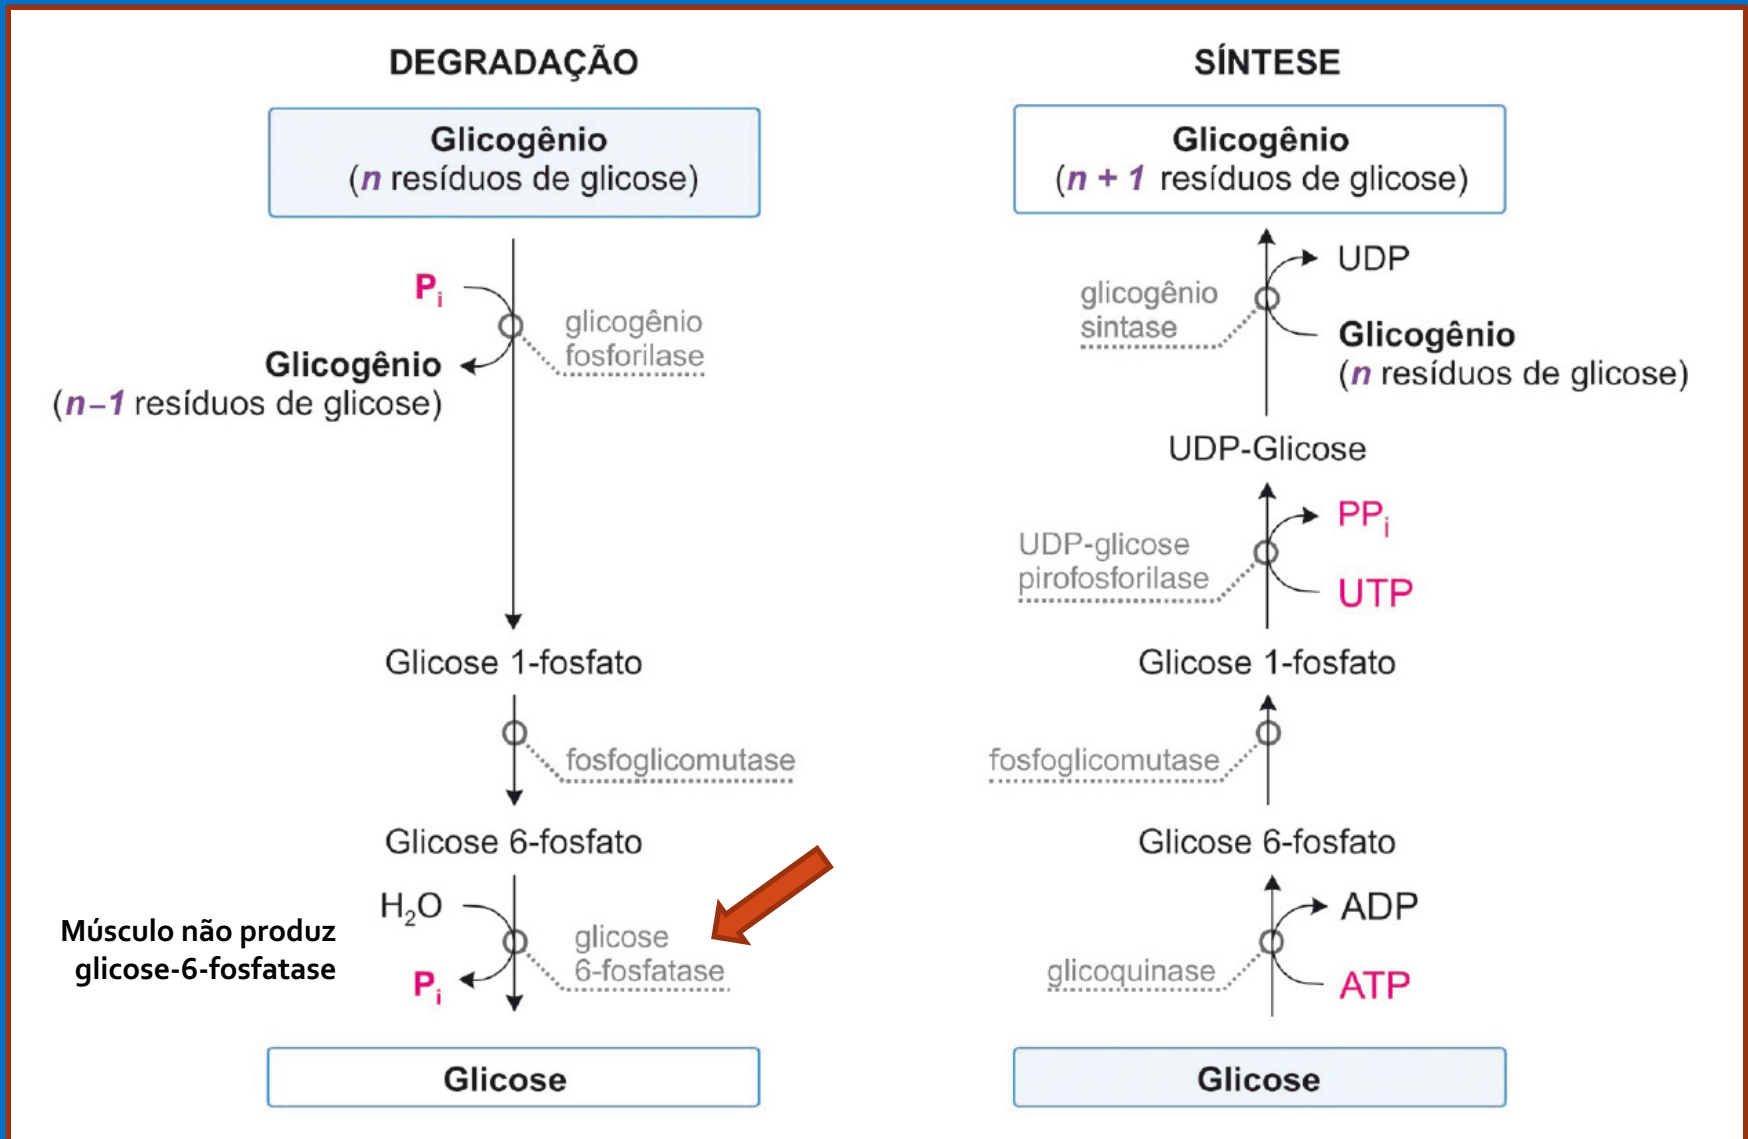 DEGRADAÇÃO
Glicogênio
(n resíduos de glicose)
Pi
glicogênio
fosforilase
Glicogênio
(n–1 resíduos de glicose)
Glicose 1-fosfato
fosfoglicomutase
Glicose 6-fosfato
H2O
Músculo não produz
glicose-6-fosfatase
glicose
6-fosfatase
Pi
Glicose
SÍNTESE
Glicogênio
(n + 1 resíduos de glicose)
UDP
glicogênio
sintase
Glicogênio
(n resíduos de glicose)
UDP-Glicose
PPi
UDP-glicose
pirofosforilase
UTP
Glicose 1-fosfato
fosfoglicomutase
Glicose 6-fosfato
ADP
glicoquinase
ATP
Glicose